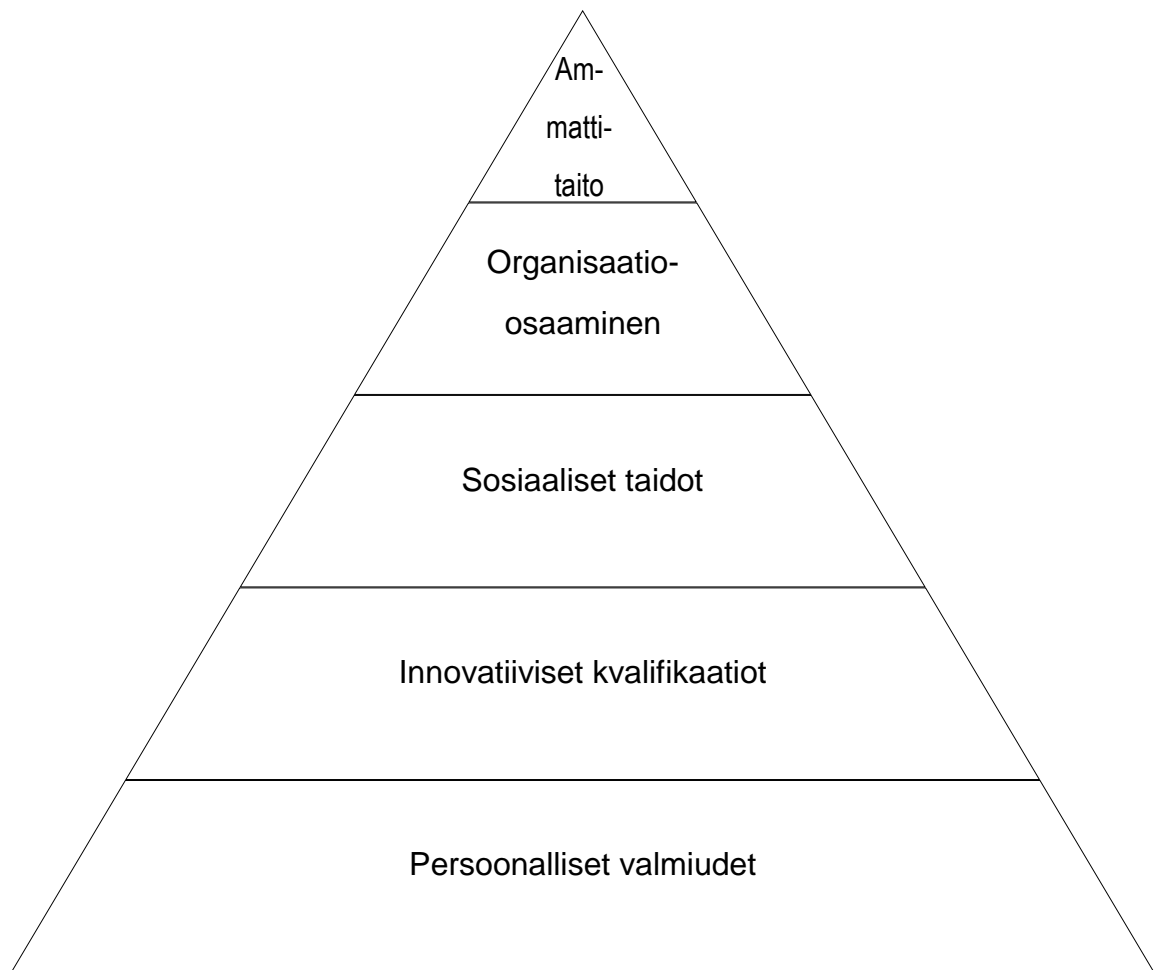 Am-
matti-
taito
Organisaatio-
osaaminen
Sosiaaliset taidot
Innovatiiviset kvalifikaatiot
Persoonalliset valmiudet